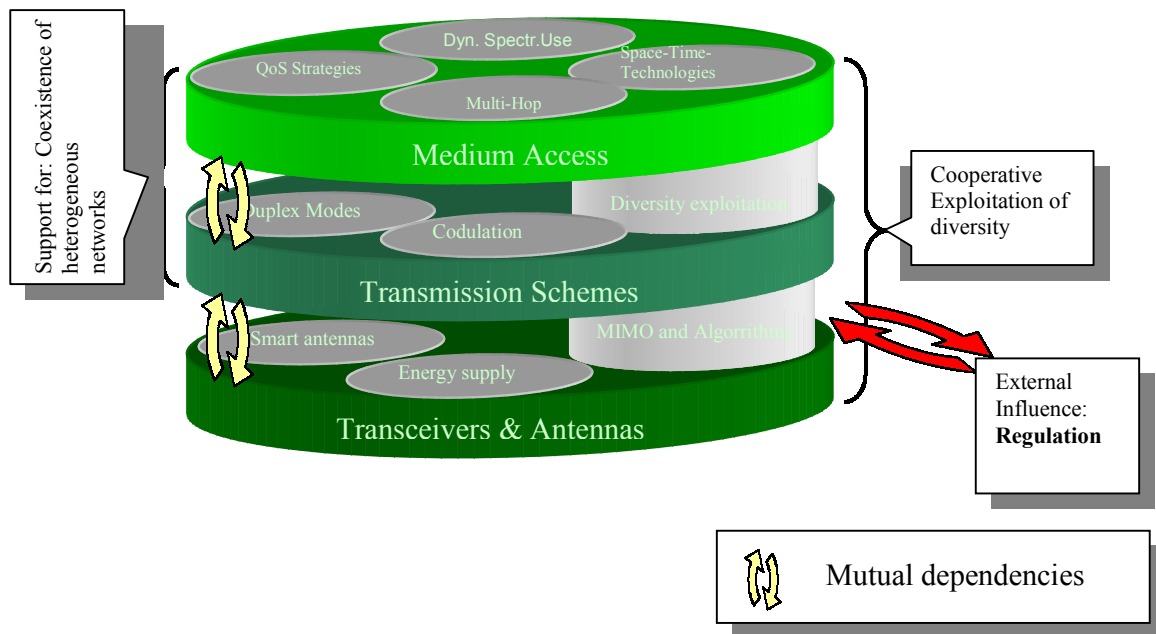 Support for: Coexistence of
heterogeneous
networks
Dyn. Spectr.Use
QoS Strategies
Space-Time-
Technologies
Multi-Hop
Medium Access
Duplex Modes
Diversity exploitation
Codulation
Transmission Schemes
Smart antennas
MIMO and Algorrithms
Energy supply
Transceivers & Antennas
Cooperative
Exploitation of
diversity
External
Influence:
Regulation
Mutual dependencies